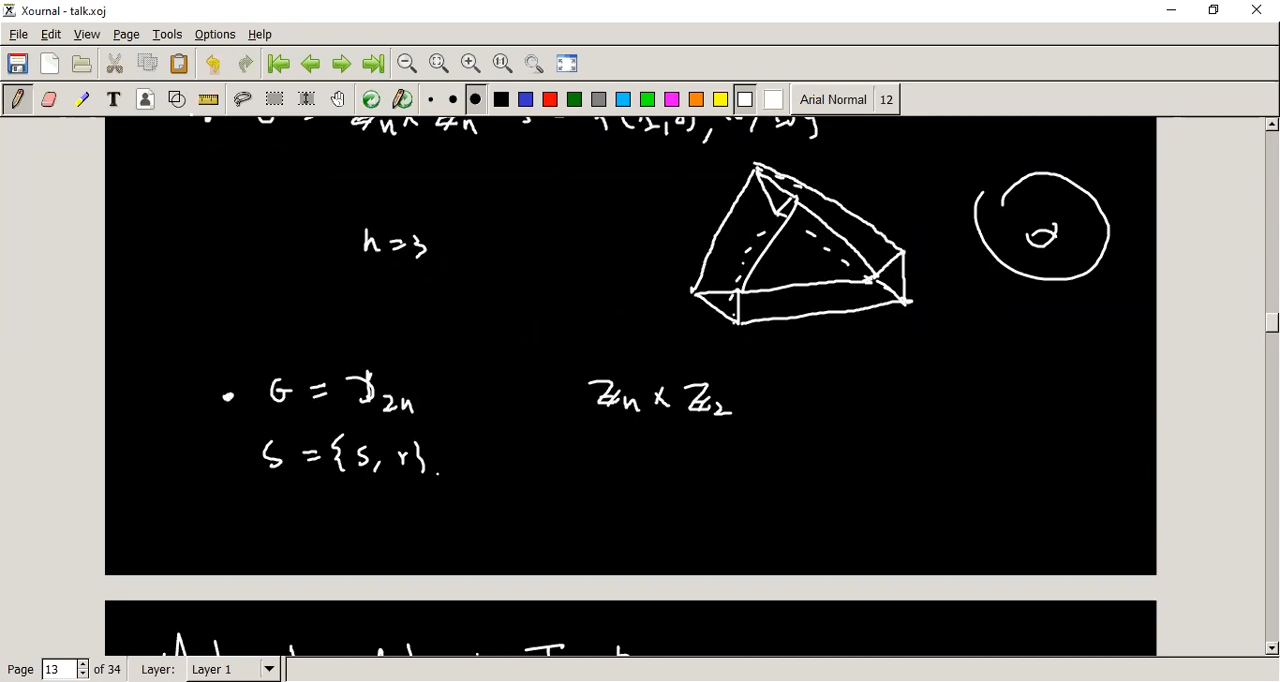 Xournal - talk.xoj
File Edit View Page Tools Options Help
Arial Normal 12
n = 3
• G = D₂ₙ
ℤₙ × ℤ₂
S = {s, r}.
Page 13 of 34 Layer: Layer 1